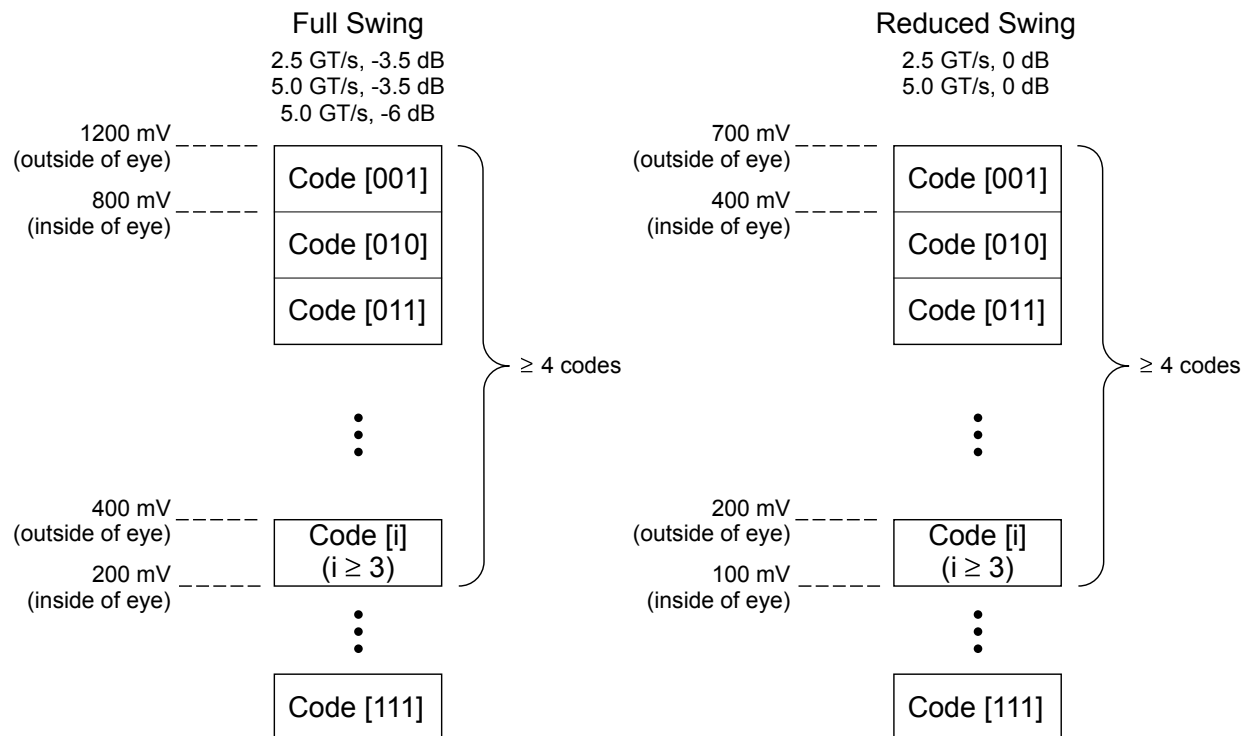 Full Swing
2.5 GT/s, -3.5 dB
5.0 GT/s, -3.5 dB
5.0 GT/s, -6 dB
1200 mV
(outside of eye)
800 mV
(inside of eye)
Code [001]
Code [010]
Code [011]
≥ 4 codes
400 mV
(outside of eye)
200 mV
(inside of eye)
Code [i]
(i ≥ 3)
Code [111]
Reduced Swing
2.5 GT/s, 0 dB
5.0 GT/s, 0 dB
700 mV
(outside of eye)
400 mV
(inside of eye)
Code [001]
Code [010]
Code [011]
≥ 4 codes
200 mV
(outside of eye)
100 mV
(inside of eye)
Code [i]
(i ≥ 3)
Code [111]